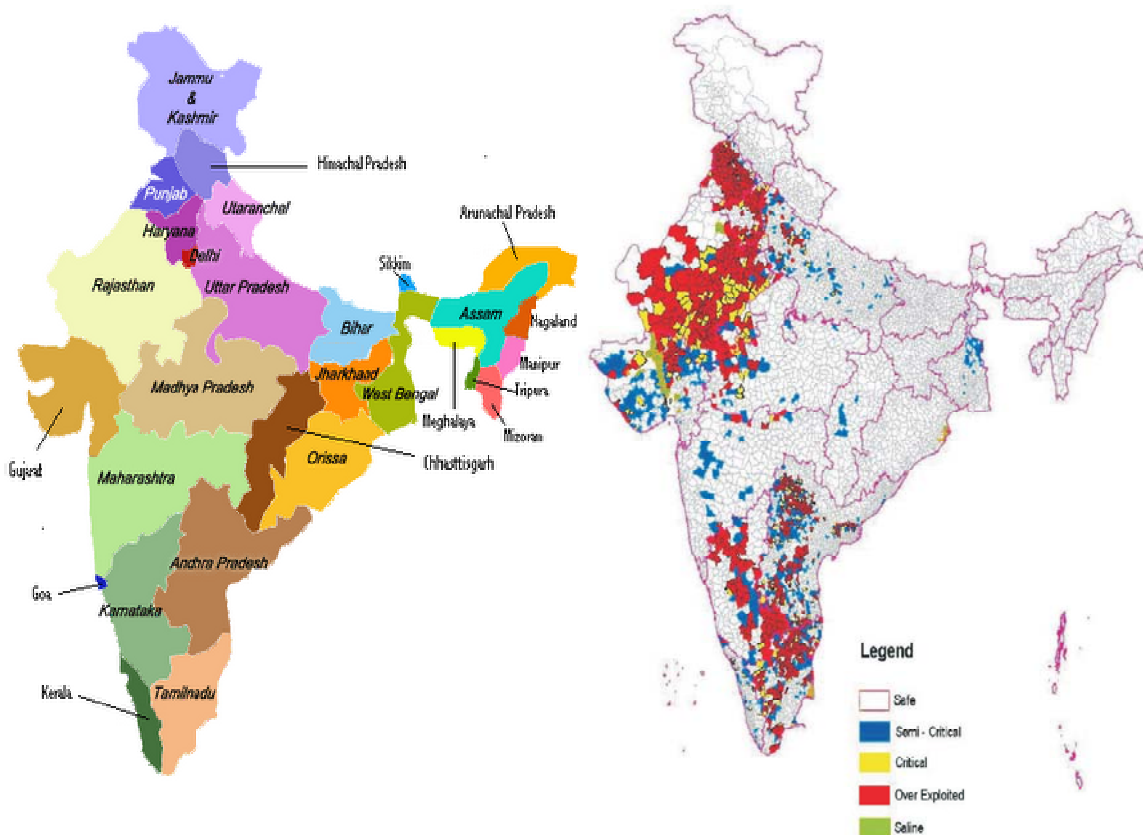 Jammu
&
Kashmir
Himachal Pradesh
Punjab
Utaranchal
Arunachal Pradesh
Haryana
Delhi
Sikkim
Rajasthan
Uttar Pradesh
Assam
Nagaland
Bihar
Manipur
Jharkhand
Madhya Pradesh
West Bengal
Tripura
Meghalaya
Mizoram
Gujarat
Chhasttisgarh
Orissa
Maharashtra
Andhra Pradesh
Goa
Karnataka
Kerala
Tamilnadu
Legend
Safe
Semi - Critical
Critical
Over Exploited
Saline